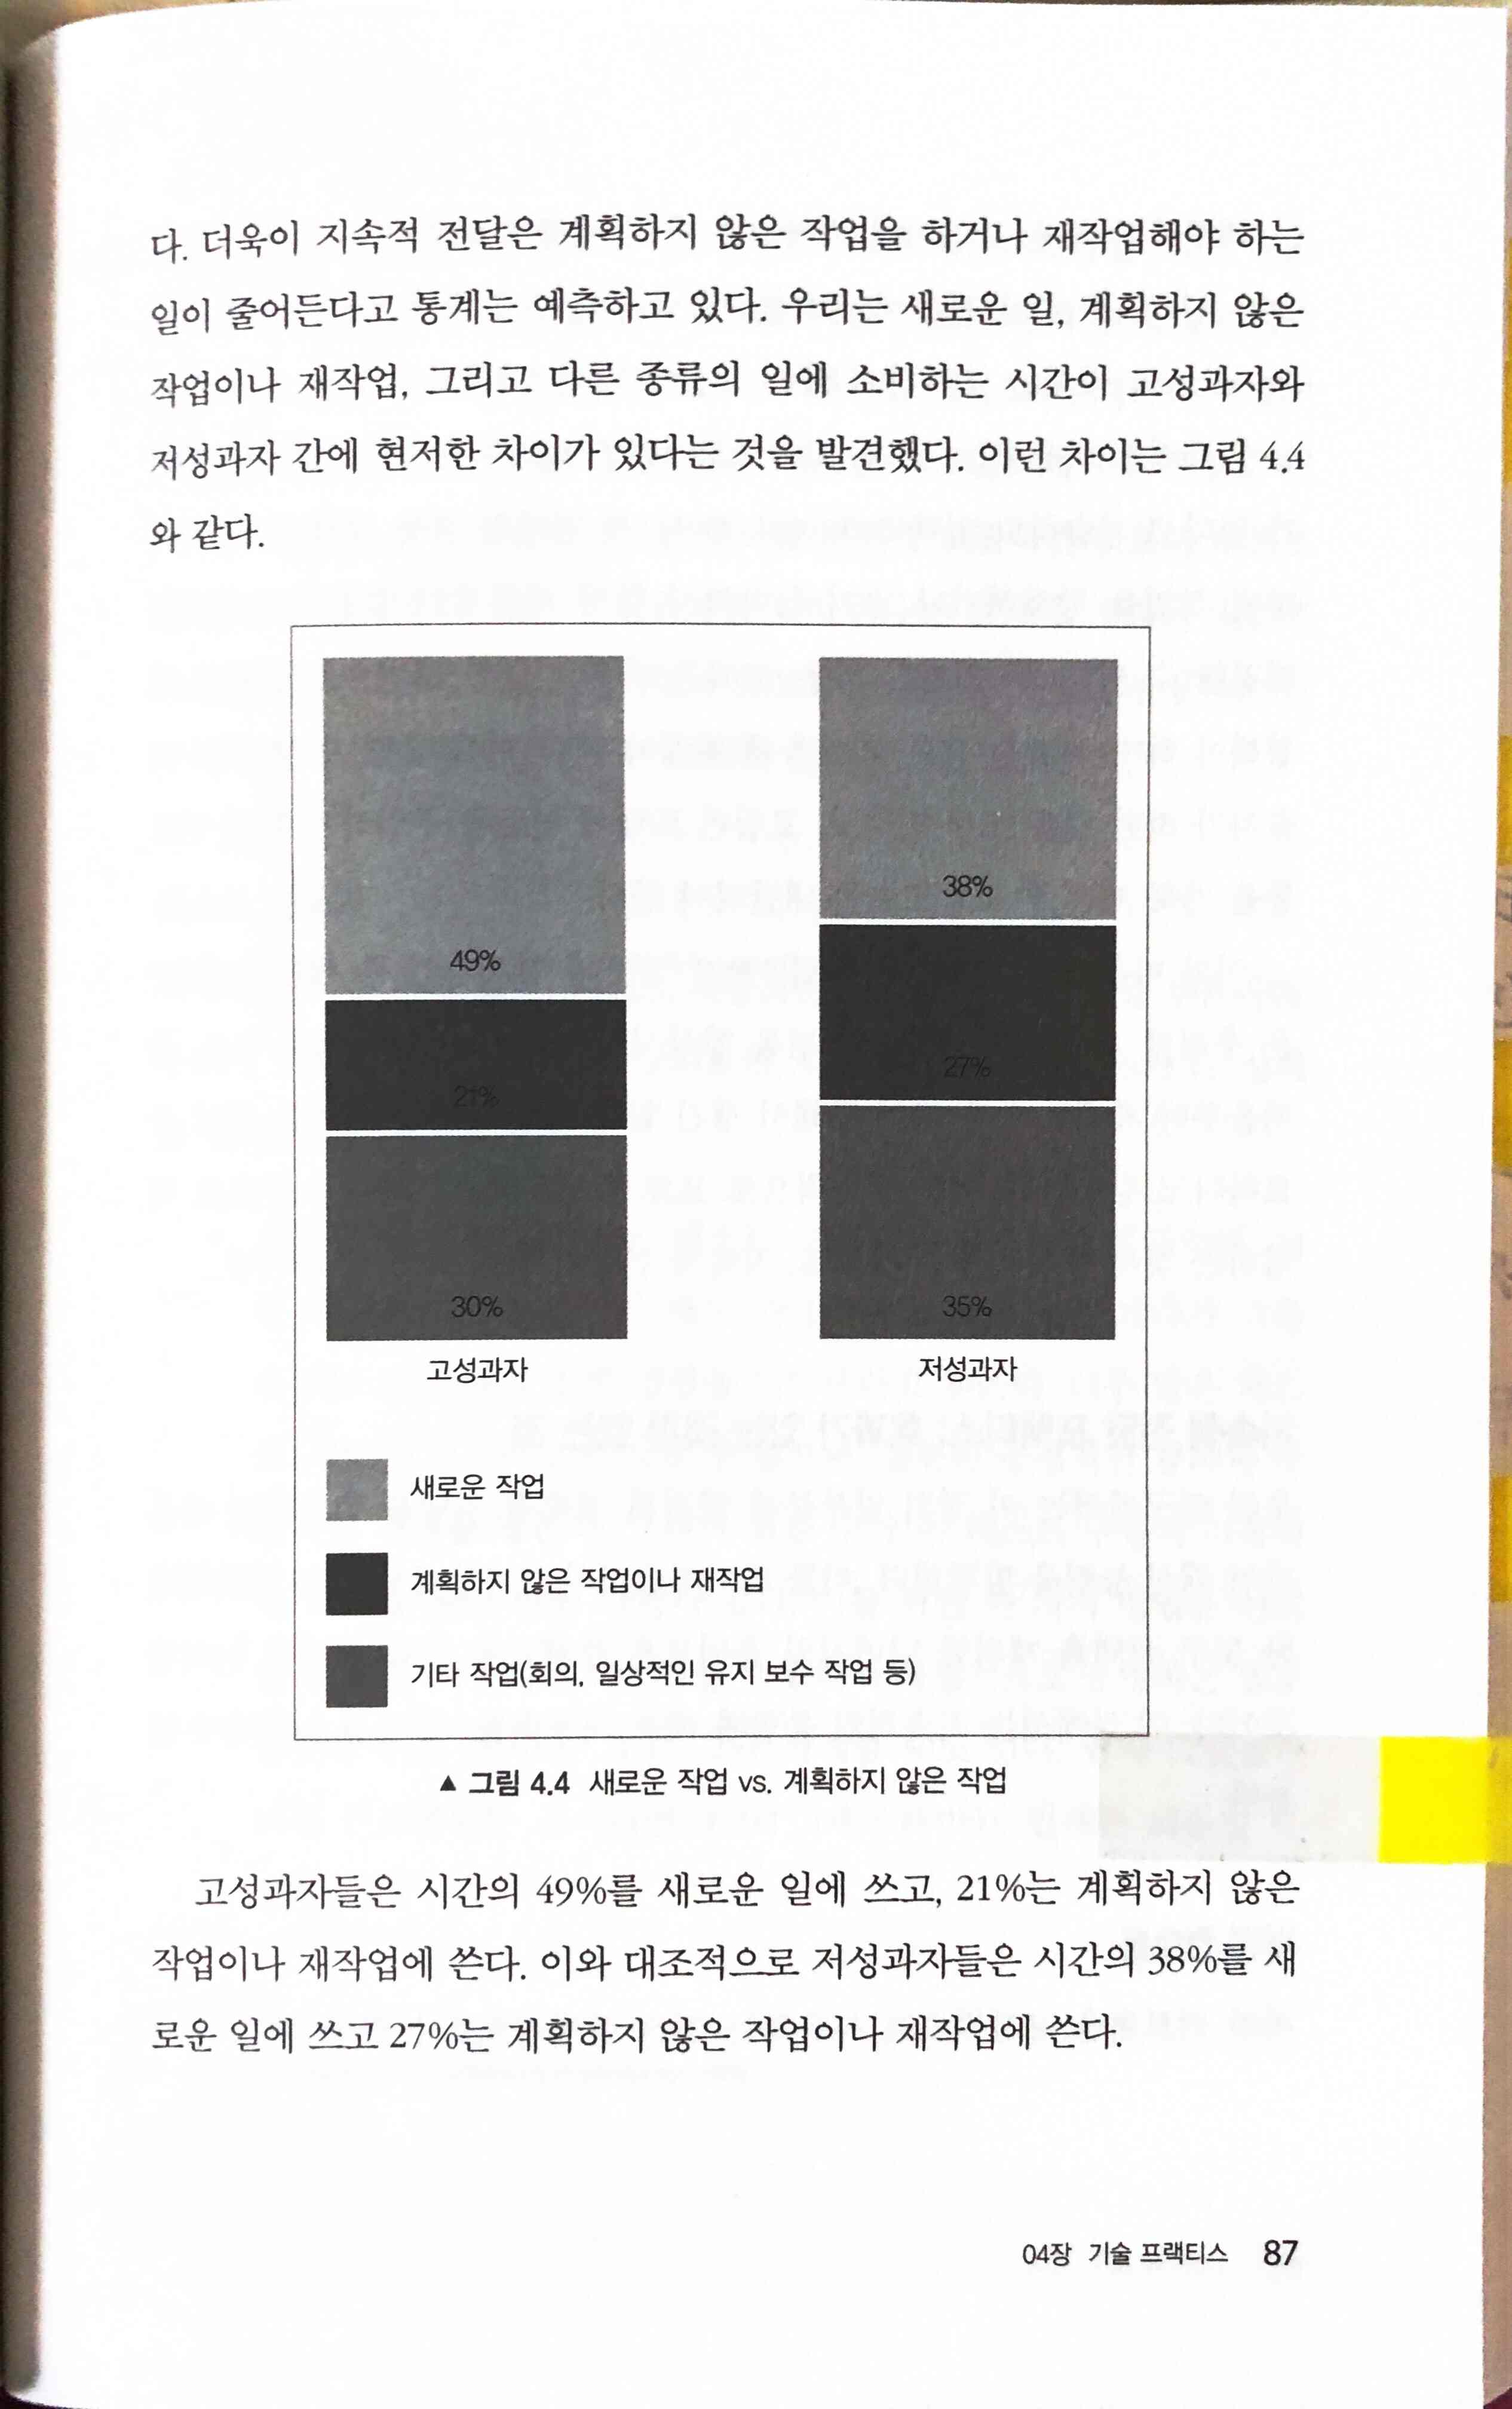 다. 더욱이 지속적 전달은 계획하지 않은 작업을 하거나 재작업해야 하는
일이 줄어든다고 통계는 예측하고 있다. 우리는 새로운 일, 계획하지 않은
작업이나 재작업, 그리고 다른 종류의 일에 소비하는 시간이 고성과자와
저성과자 간에 현저한 차이가 있다는 것을 발견했다. 이런 차이는 그림 4.4
와 같다.
38%
49%
27%
21%
30%
35%
고성과자
저성과자
새로운 작업
계획하지 않은 작업이나 재작업
기타 작업(회의, 일상적인 유지 보수 작업 등)
▲ 그림 4.4 새로운 작업 vs. 계획하지 않은 작업
고성과자들은 시간의 49%를 새로운 일에 쓰고, 21%는 계획하지 않은
작업이나 재작업에 쓴다. 이와 대조적으로 저성과자들은 시간의 38%를 새
로운 일에 쓰고 27%는 계획하지 않은 작업이나 재작업에 쓴다.
04장 기술 프랙티스 87